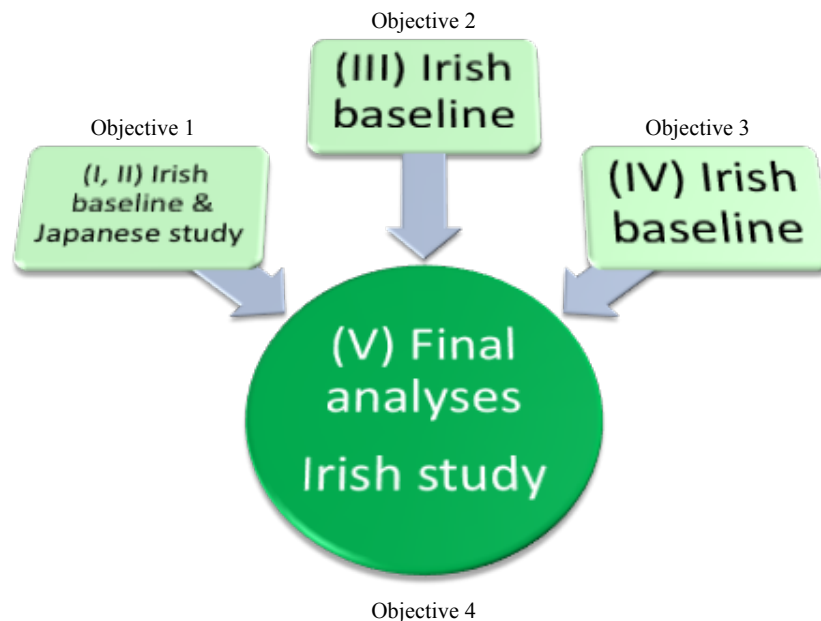 Objective 2
(III) Irish
baseline
Objective 1
(I, II) Irish
baseline &
Japanese study
Objective 3
(IV) Irish
baseline
(V) Final
analyses
Irish study
Objective 4